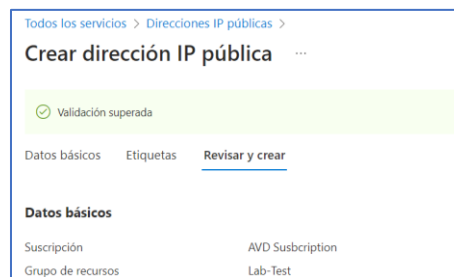 Todos los servicios > Direcciones IP públicas >
Crear dirección IP pública ...
Validación superada
Datos básicos Etiquetas Revisar y crear
Datos básicos
Suscripción AVD Susbcription
Grupo de recursos Lab-Test